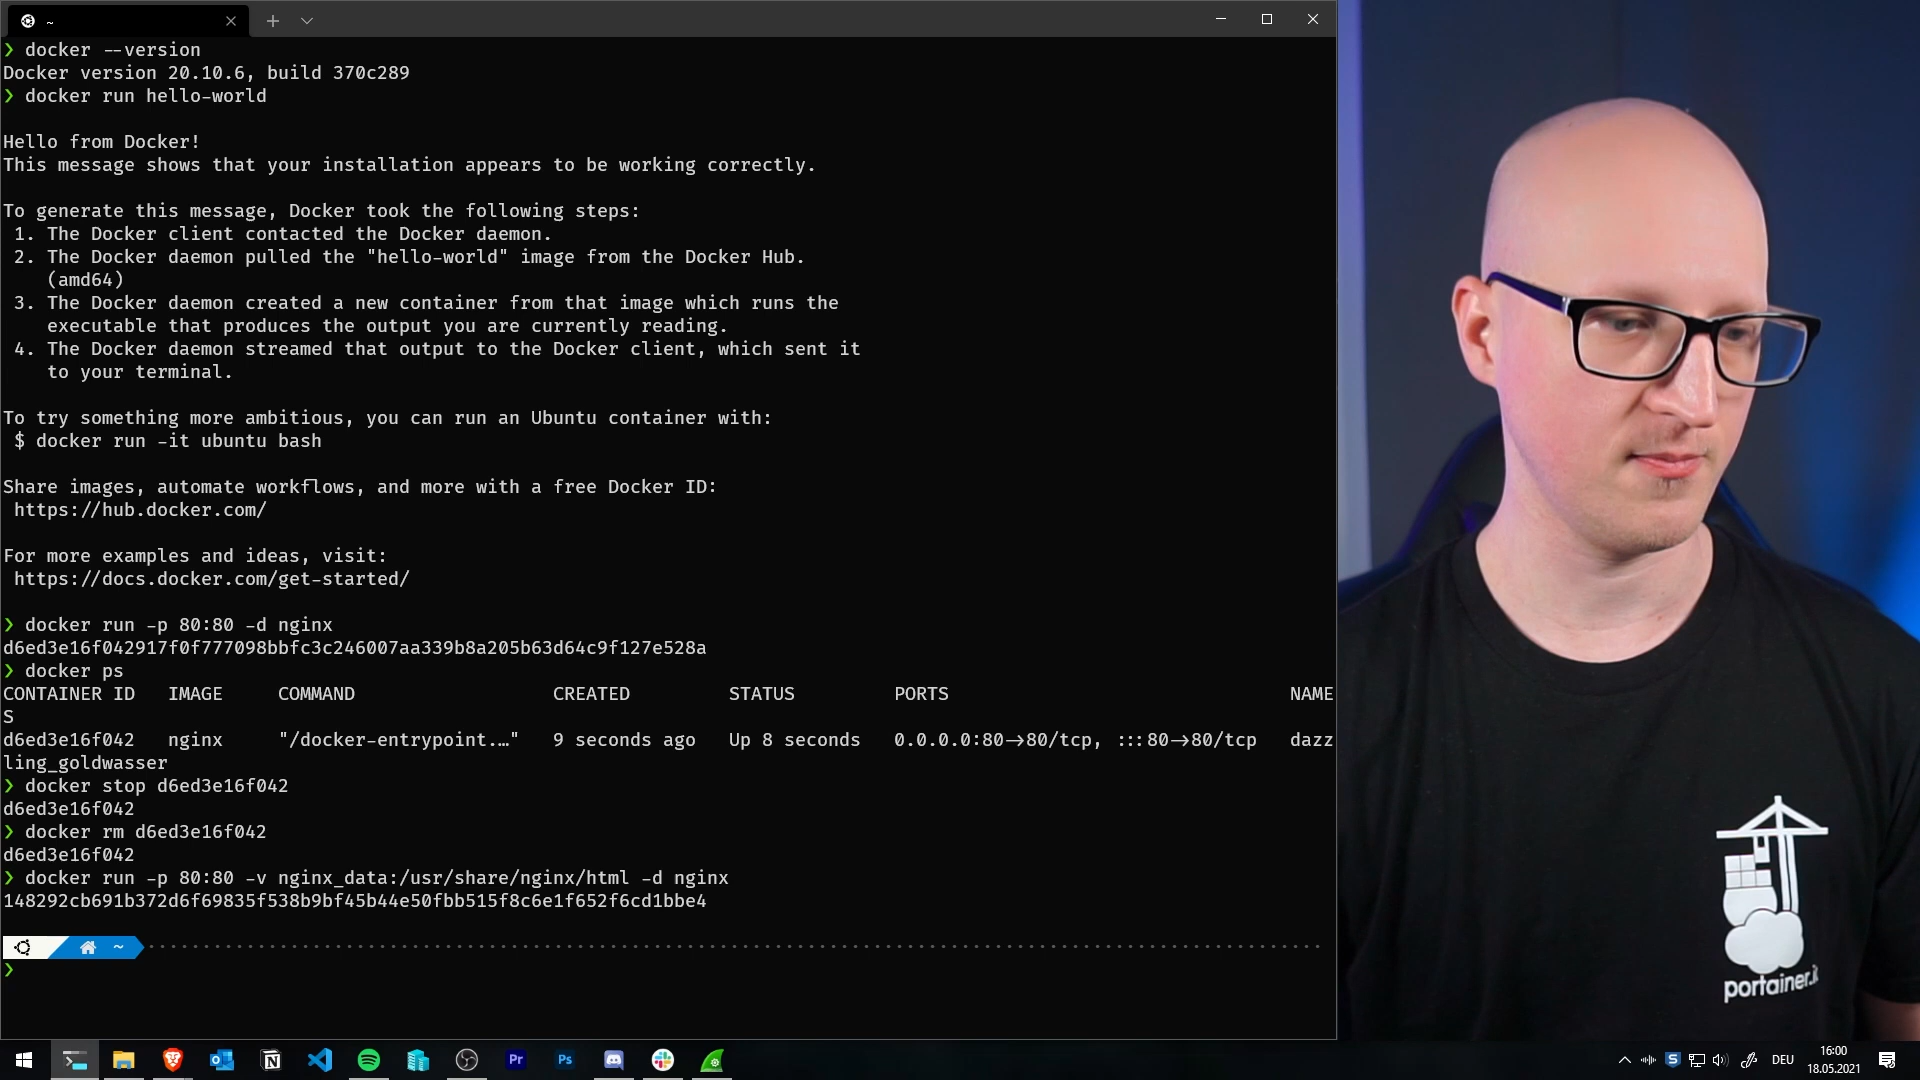 ~
❯ docker --version
Docker version 20.10.6, build 370c289
❯ docker run hello-world
Hello from Docker!
This message shows that your installation appears to be working correctly.
To generate this message, Docker took the following steps:
1. The Docker client contacted the Docker daemon.
2. The Docker daemon pulled the "hello-world" image from the Docker Hub.
(amd64)
3. The Docker daemon created a new container from that image which runs the
executable that produces the output you are currently reading.
4. The Docker daemon streamed that output to the Docker client, which sent it
to your terminal.
To try something more ambitious, you can run an Ubuntu container with:
$ docker run -it ubuntu bash
Share images, automate workflows, and more with a free Docker ID:
https://hub.docker.com/
For more examples and ideas, visit:
https://docs.docker.com/get-started/
❯ docker run -p 80:80 -d nginx
d6ed3e16f042917f0f777098bbfc3c246007aa339b8a205b63d64c9f127e528a
❯ docker ps
CONTAINER ID IMAGE COMMAND CREATED STATUS PORTS NAME
S
d6ed3e16f042 nginx "/docker-entrypoint.…" 9 seconds ago Up 8 seconds 0.0.0.0:80->80/tcp, :::80->80/tcp dazz
ling_goldwasser
❯ docker stop d6ed3e16f042
d6ed3e16f042
❯ docker rm d6ed3e16f042
d6ed3e16f042
❯ docker run -p 80:80 -v nginx_data:/usr/share/nginx/html -d nginx
148292cb691b372d6f69835f538b9bf45b44e50fbb515f8c6e1f652f6cd1bbe4
~
❯
portainer.i
Pr
Ps
S
DEU
16:00
18.05.2021